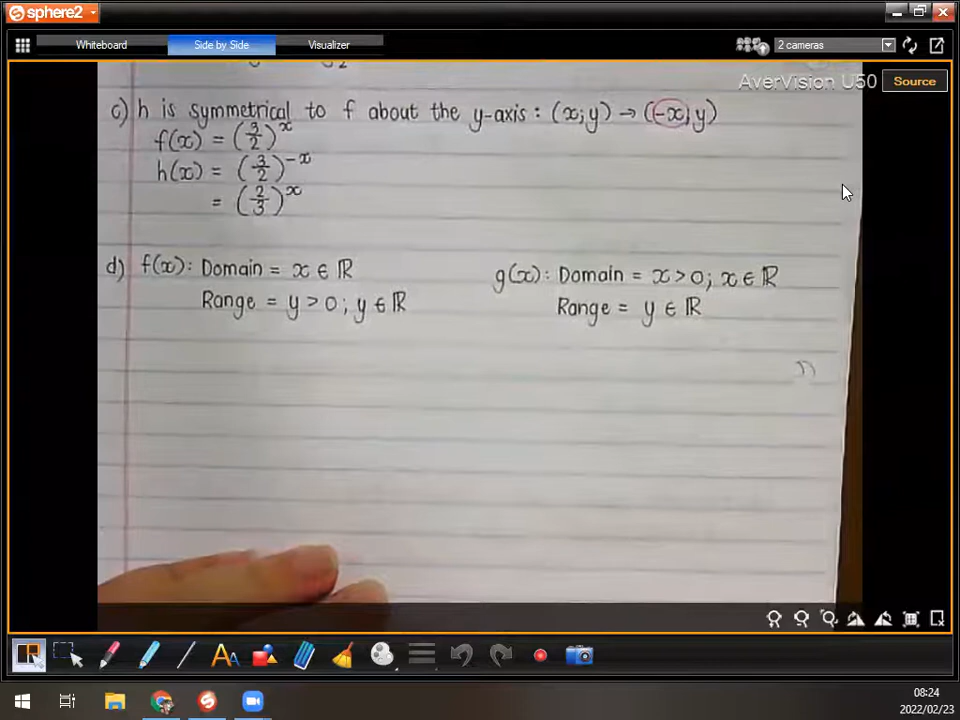 sphere2
Whiteboard
Side by Side
Visualizer
2 cameras
AverVision U50
Source
c) h is symmetrical to f about the y-axis : (x;y) → (-x;y)
f(x) = (3/2)^x
h(x) = (3/2)^-x
= (2/3)^x
d) f(x): Domain = x ∈ ℝ
Range = y > 0 ; y ∈ ℝ
g(x): Domain = x > 0 ; x ∈ ℝ
Range = y ∈ ℝ
08:24
2022/02/23